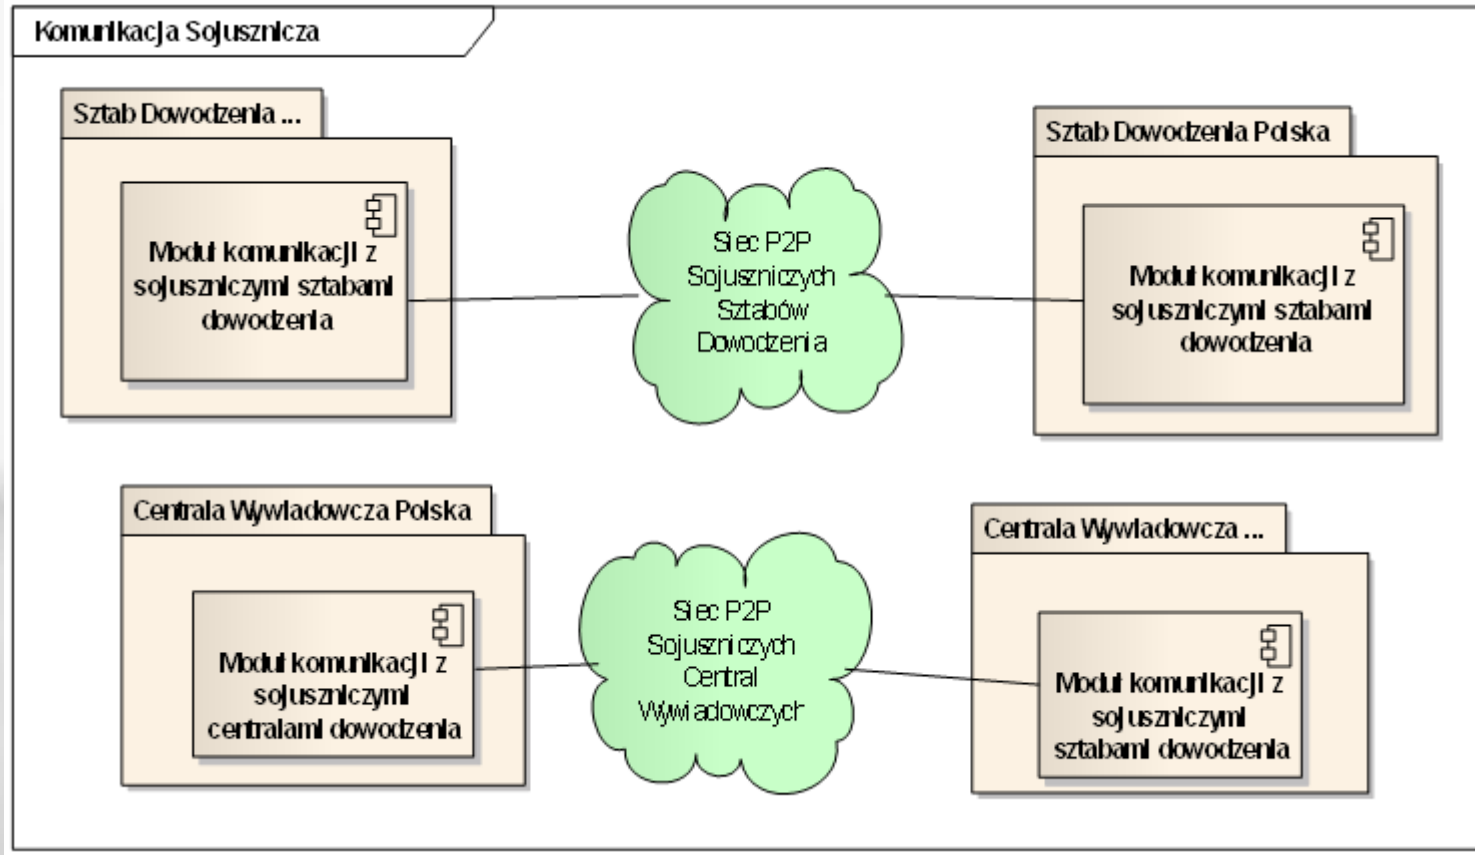 Komunikacja Sojusznicza
Sztab Dowodzenia ...
Moduł komunikacji z
sojuszniczymi sztabami
dowodzenia
Siec P2P
Sojuszniczych
Sztabów
Dowodzenia
Sztab Dowodzenia Polska
Moduł komunikacji z
sojuszniczymi sztabami
dowodzenia
Centrala Wywiadowcza Polska
Moduł komunikacji z
sojuszniczymi
centralami dowodzenia
Siec P2P
Sojuszniczych
Central
Wywiadowczych
Centrala Wywiadowcza ...
Moduł komunikacji z
sojuszniczymi
sztabami dowodzenia